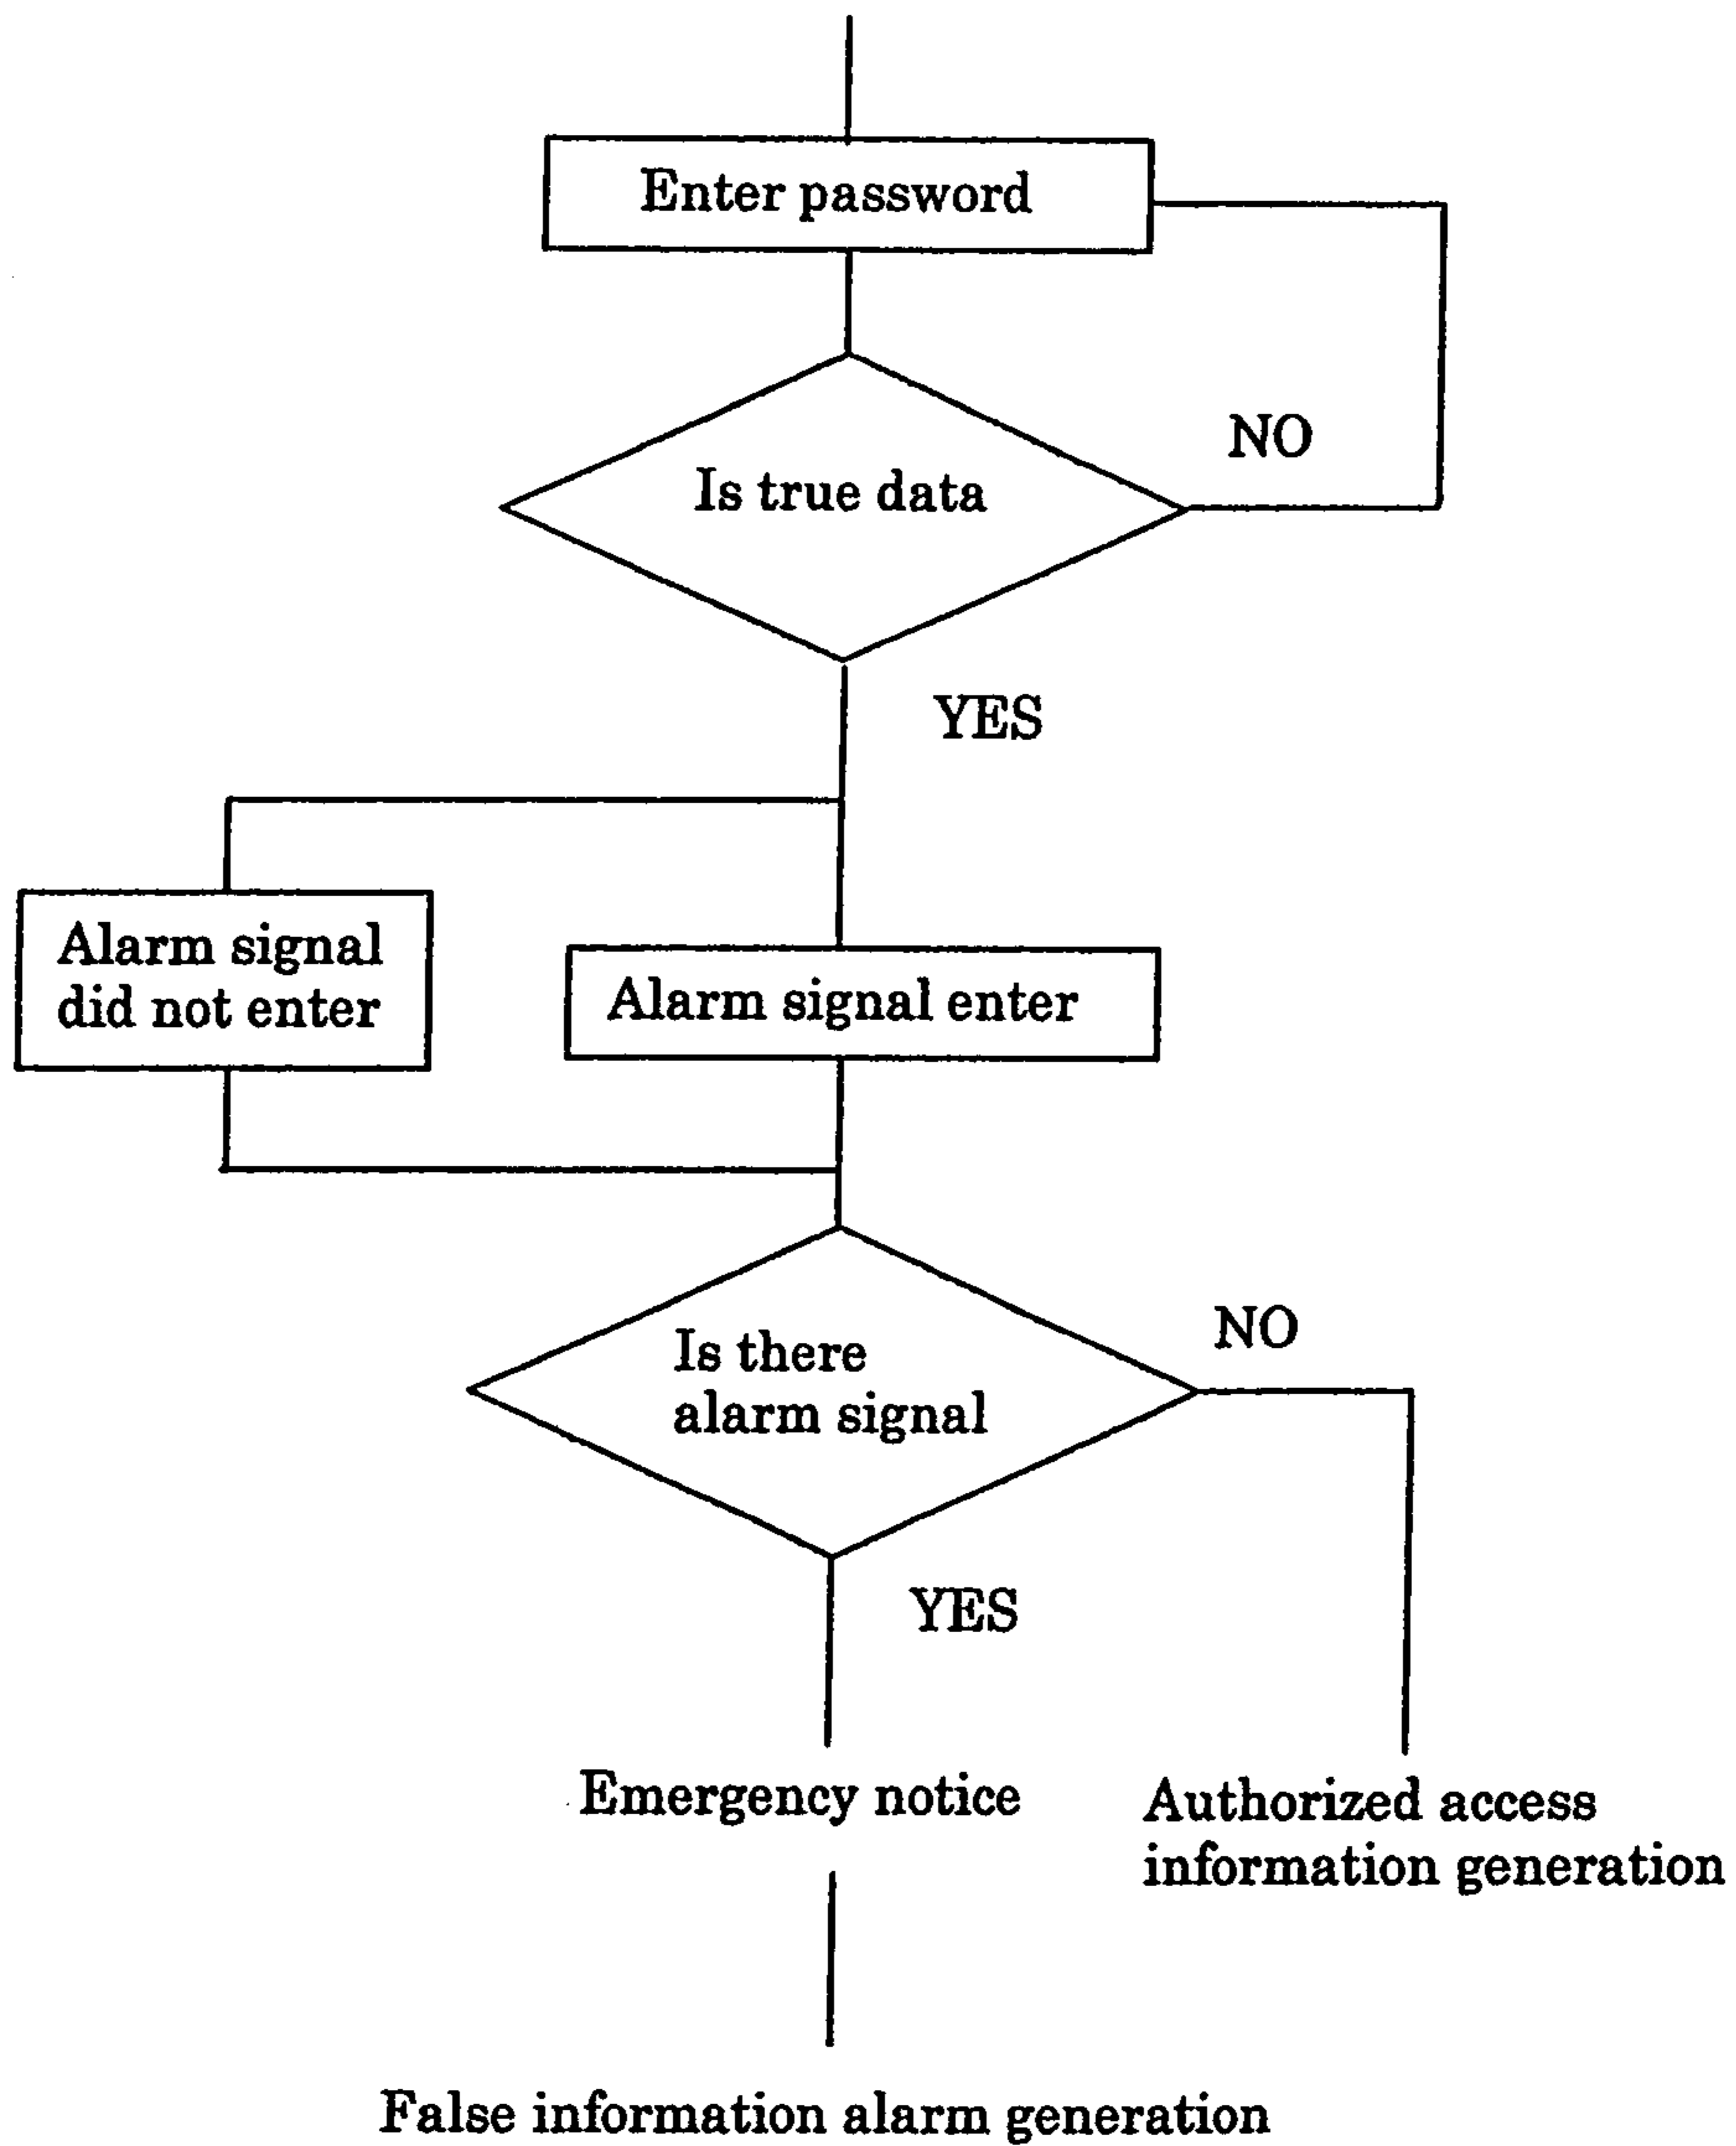 Enter password
NO
Is true data
YES
Alarm signal
did not enter
Alarm signal enter
NO
Is there
alarm signal
YES
Emergency notice
Authorized access
information generation
False information alarm generation